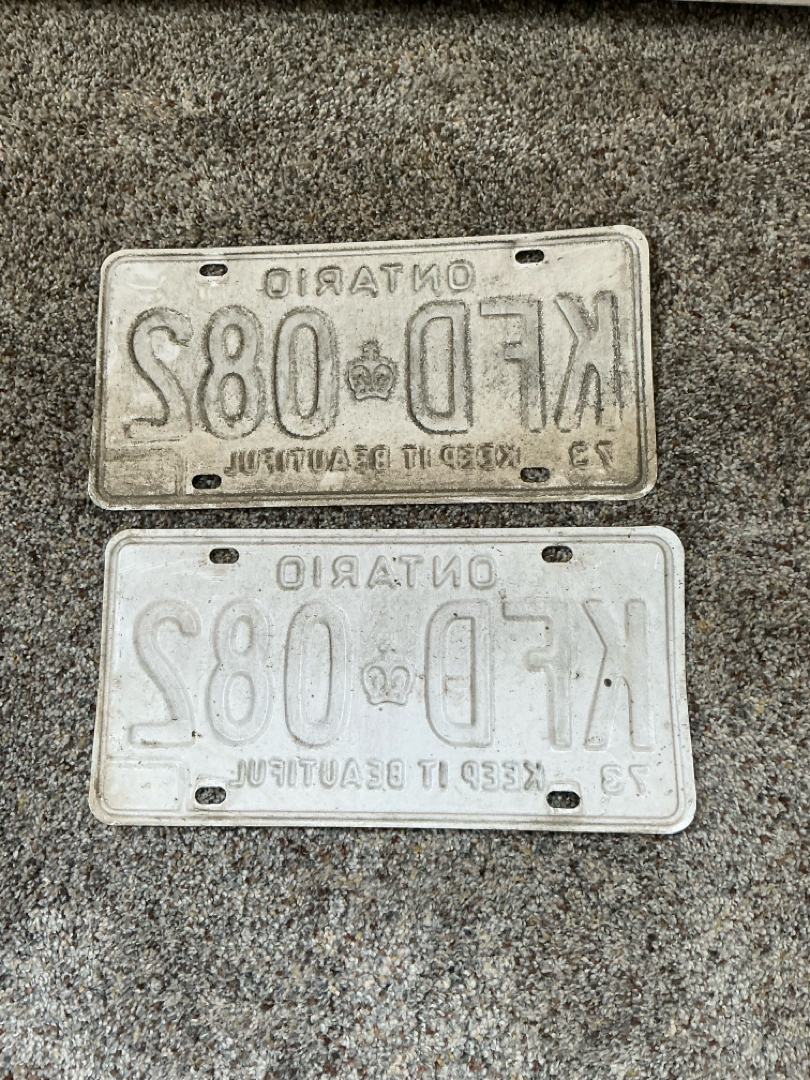 ONTARIO
KFD 082
73 KEEP IT BEAUTIFUL
ONTARIO
KFD 082
73 KEEP IT BEAUTIFUL